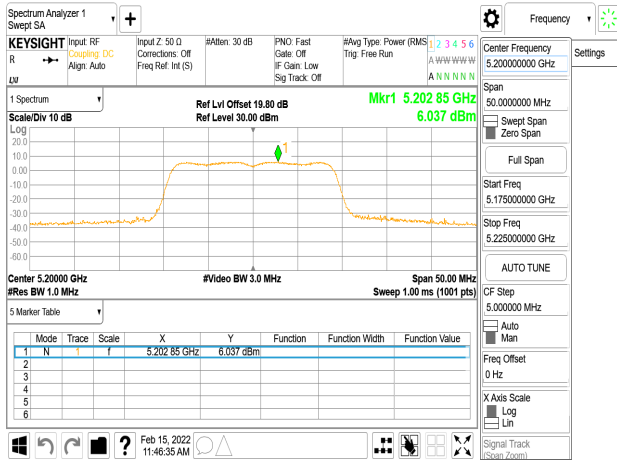 Spectrum Analyzer 1
Swept SA
KEYSIGHT
R
LXI
Input: RF
Coupling: DC
Align: Auto
Input Z: 50 Ω
Corrections: Off
Freq Ref: Int (S)
#Atten: 30 dB
PNO: Fast
Gate: Off
IF Gain: Low
Sig Track: Off
#Avg Type: Power (RMS
Trig: Free Run
1 2 3 4 5 6
A W W W W W
A N N N N N
1 Spectrum
Scale/Div 10 dB
Ref Lvl Offset 19.80 dB
Ref Level 30.00 dBm
Mkr1 5.202 85 GHz
6.037 dBm
Log
20.0
10.0
0.00
-10.0
-20.0
-30.0
-40.0
-50.0
-60.0
1
Center 5.20000 GHz
#Res BW 1.0 MHz
#Video BW 3.0 MHz
Span 50.00 MHz
Sweep 1.00 ms (1001 pts)
5 Marker Table
Mode Trace Scale X Y Function Function Width Function Value
1 N 1 f 5.202 85 GHz 6.037 dBm
2
3
4
5
6
?
Feb 15, 2022
11:46:35 AM
Frequency
Settings
Center Frequency
5.200000000 GHz
Span
50.0000000 MHz
Swept Span
Zero Span
Full Span
Start Freq
5.175000000 GHz
Stop Freq
5.225000000 GHz
AUTO TUNE
CF Step
5.000000 MHz
Auto
Man
Freq Offset
0 Hz
X Axis Scale
Log
Lin
Signal Track
(Span Zoom)